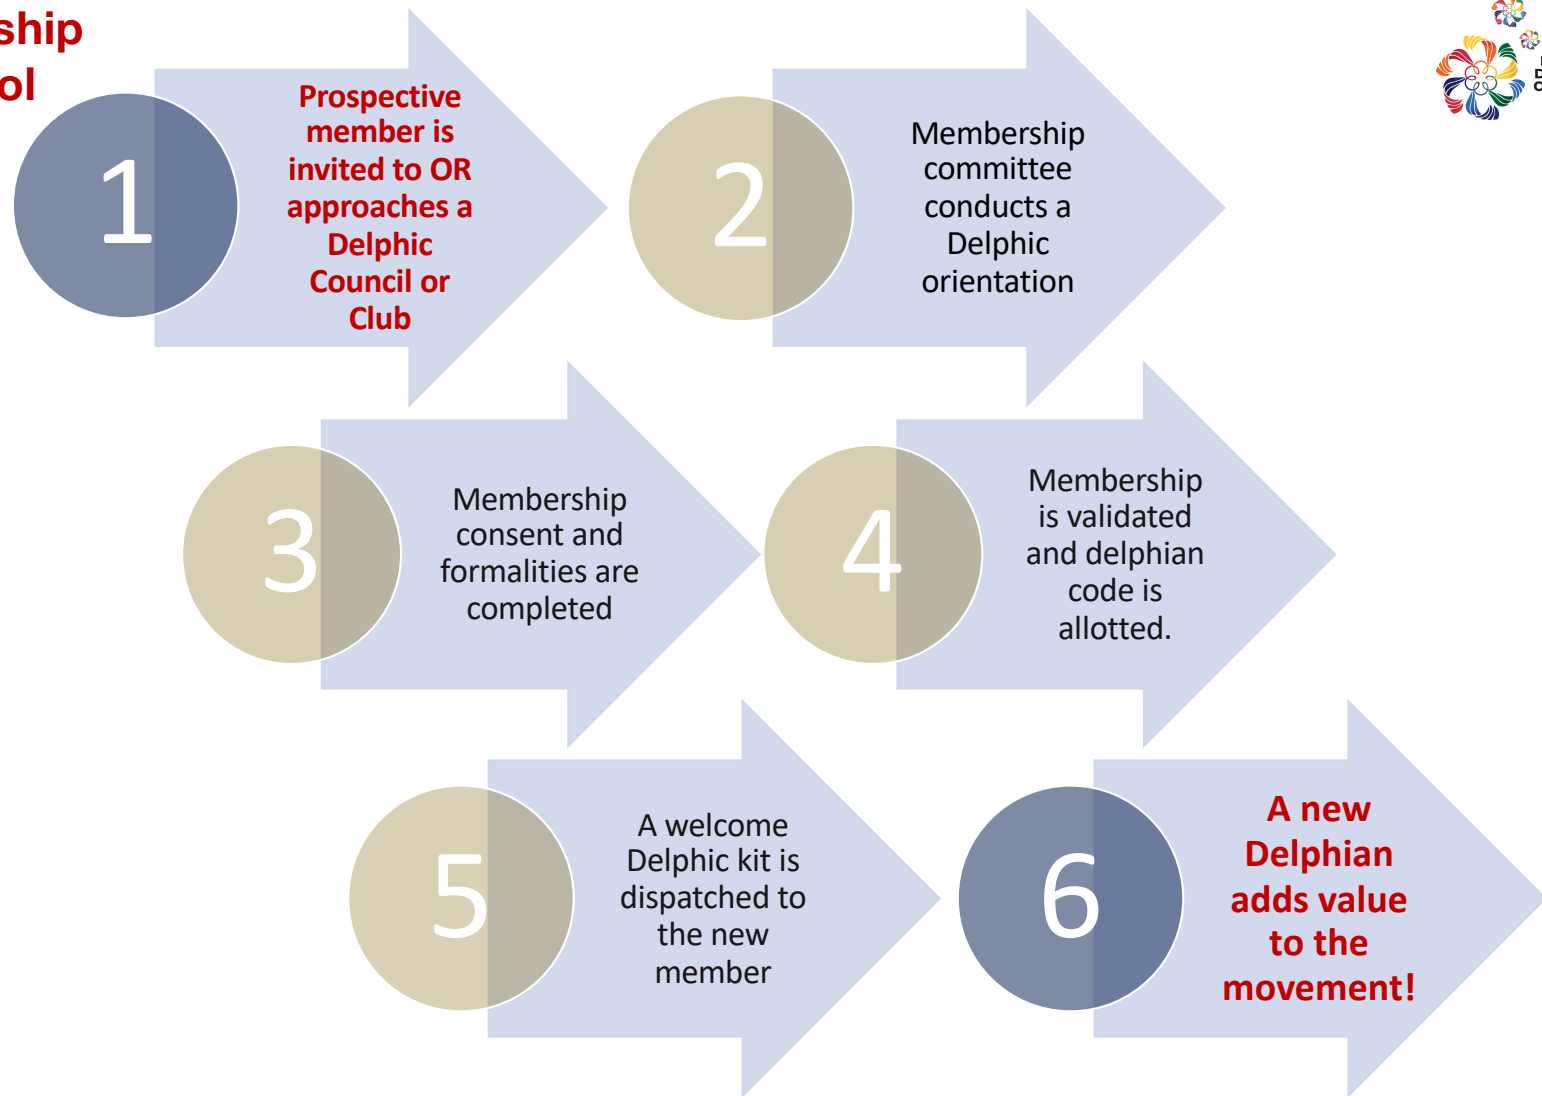 ship
ol
1
Prospective
member is
invited to OR
approaches a
Delphic
Council or
Club
2
Membership
committee
conducts a
Delphic
orientation
3
Membership
consent and
formalities are
completed
4
Membership
is validated
and delphian
code is
allotted.
5
A welcome
Delphic kit is
dispatched to
the new
member
6
A new
Delphian
adds value
to the
movement!